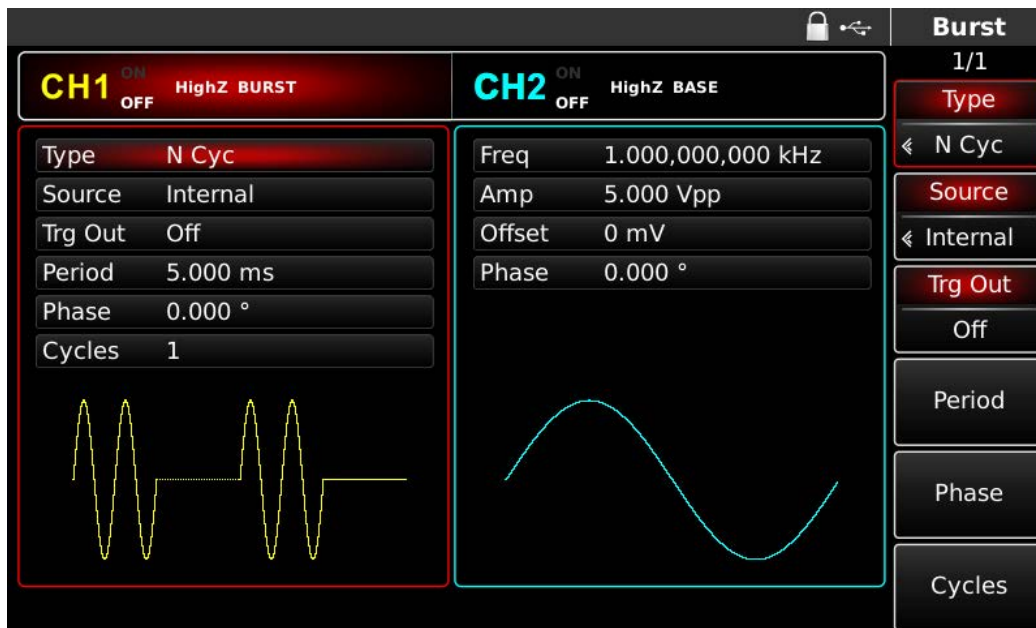 Burst
1/1
CH1 ON OFF HighZ BURST
CH2 ON OFF HighZ BASE
Type N Cyc
Source Internal
Trg Out Off
Period 5.000 ms
Phase 0.000 °
Cycles 1
Freq 1.000,000,000 kHz
Amp 5.000 Vpp
Offset 0 mV
Phase 0.000 °
Type
N Cyc
Source
Internal
Trg Out
Off
Period
Phase
Cycles